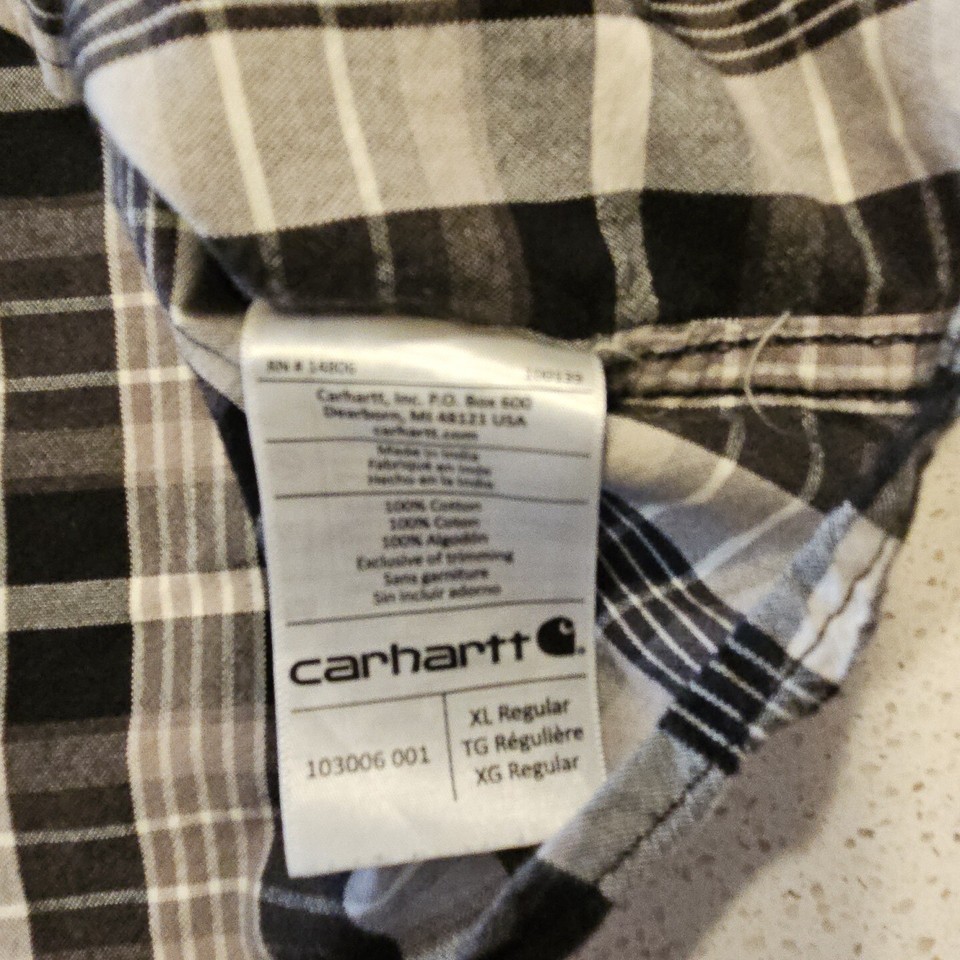 RN # 14806
Carhartt, Inc. P.O. Box 600
Dearborn, MI 48121 USA
carhartt.com
Made in India
Fabriqué en Inde
Hecho en la India
100% Cotton
100% Coton
100% Algodón
Exclusive of trimming
Sans garniture
Sin incluir adorno
carhartt
103006 001
XL Regular
TG Régulière
XG Regular